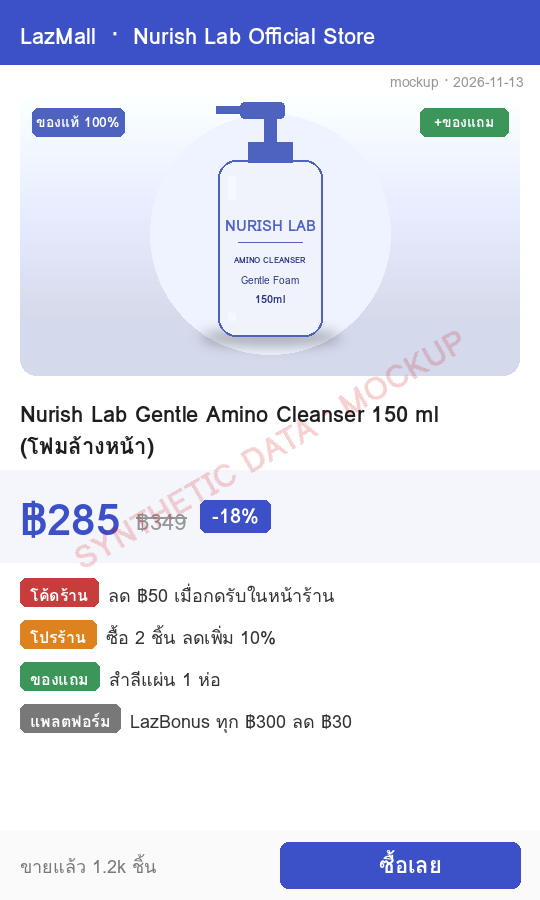 LazMall · Nurish Lab Official Store
mockup · 2026-11-13
ของแท้ 100%
+ของแถม
NURISH LAB
AMINO CLEANSER
Gentle Foam
150ml
SYNTHETIC DATA · MOCKUP
Nurish Lab Gentle Amino Cleanser 150 ml
(โฟมล้างหน้า)
฿285 ฿349 -18%
โค้ดร้าน ลด ฿50 เมื่อกดรับในหน้าร้าน
โปรร้าน ซื้อ 2 ชิ้น ลดเพิ่ม 10%
ของแถม สำลีแผ่น 1 ห่อ
แพลตฟอร์ม LazBonus ทุก ฿300 ลด ฿30
ขายแล้ว 1.2k ชิ้น
ซื้อเลย